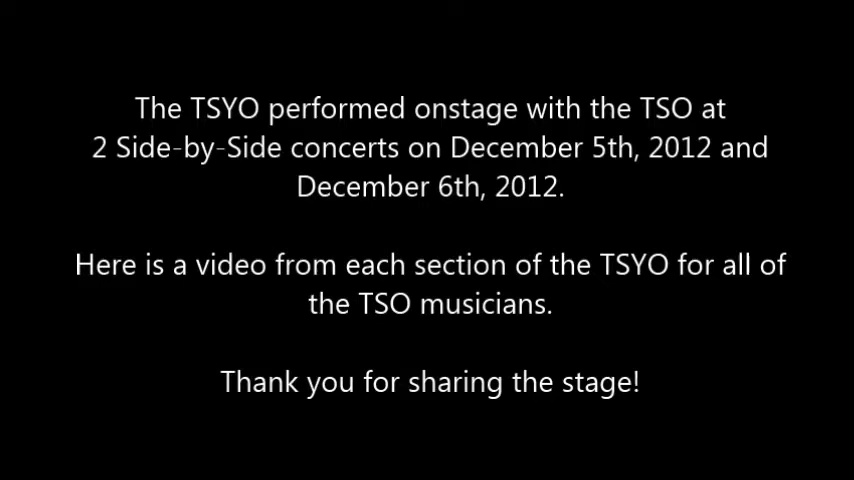 The TSYO performed onstage with the TSO at
2 Side-by-Side concerts on December 5th, 2012 and
December 6th, 2012.
Here is a video from each section of the TSYO for all of
the TSO musicians.
Thank you for sharing the stage!